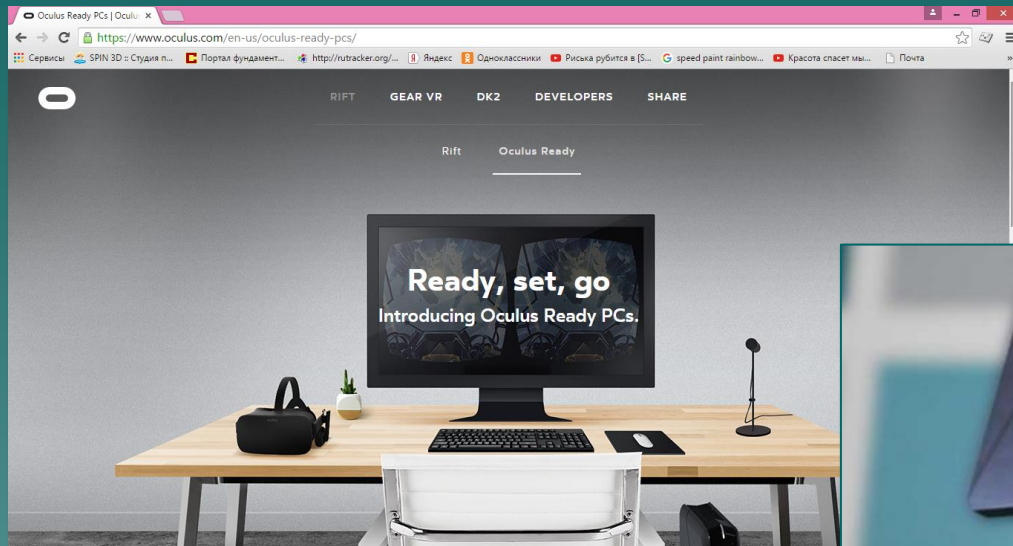 Oculus Ready PCs | Oculu
https://www.oculus.com/en-us/oculus-ready-pcs/
Сервисы SPIN 3D :: Студия п... Портал фундамент... http://rutracker.org/... Яндекс Одноклассники Риська рубится в [S... speed paint rainbow... Красота спасет мы... Почта »
RIFT GEAR VR DK2 DEVELOPERS SHARE
Rift Oculus Ready
Ready, set, go
Introducing Oculus Ready PCs.